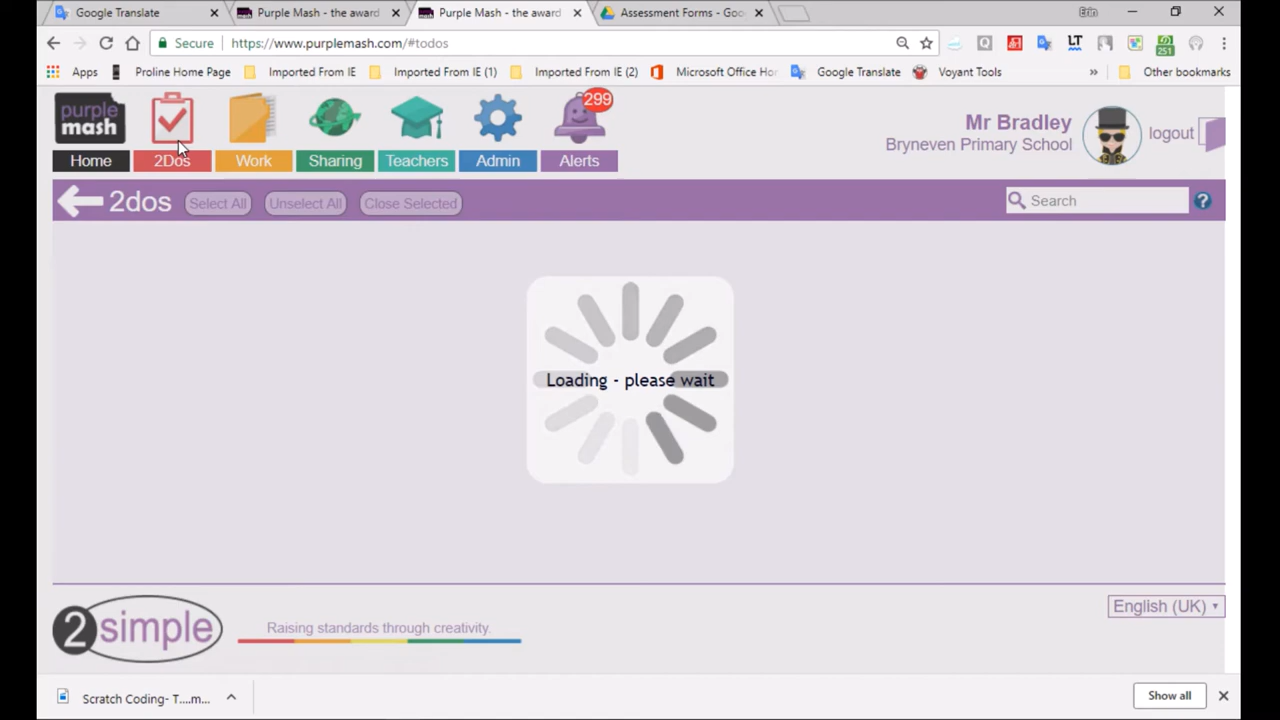 Google Translate
Purple Mash - the award
Purple Mash - the award
Assessment Forms - Goo
Erin
Secure
https://www.purplemash.com/#todos
LT
251
Apps
Proline Home Page
Imported From IE
Imported From IE (1)
Imported From IE (2)
Microsoft Office Hor
Google Translate
Voyant Tools
»
Other bookmarks
purple
mash
299
Home
2Dos
Work
Sharing
Teachers
Admin
Alerts
Mr Bradley
Bryneven Primary School
logout
2dos
Select All
Unselect All
Close Selected
Search
?
Loading - please wait
2simple
Raising standards through creativity.
English (UK)
Scratch Coding- T....m...
Show all